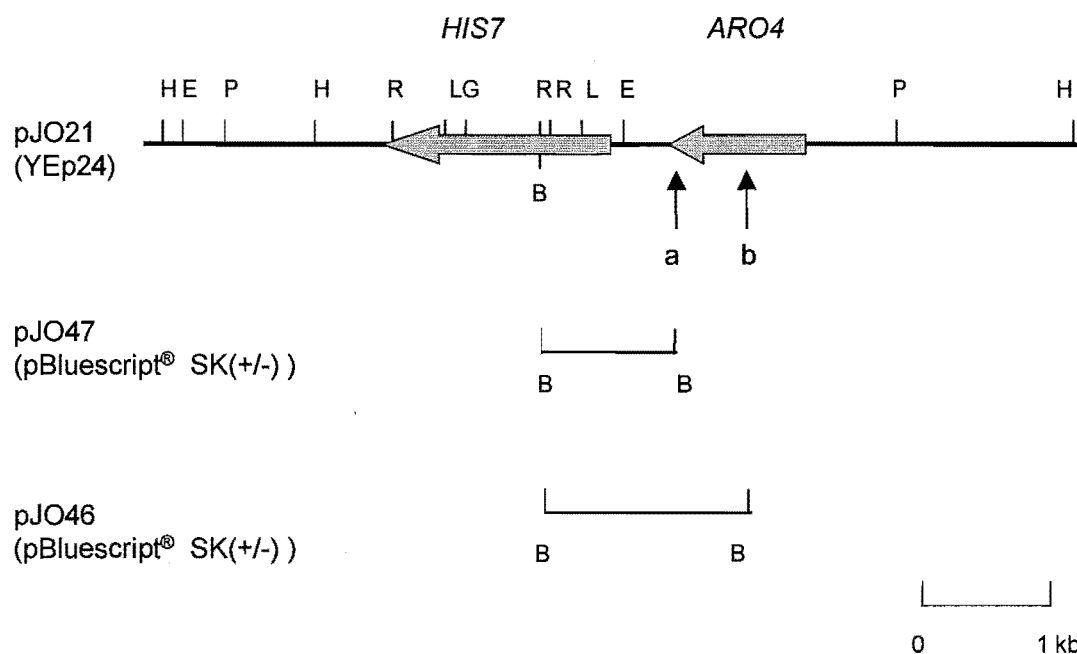 HIS7 ARO4
H E P H R L G R R L E P H
pJO21
(YEp24)
B
a b
pJO47
(pBluescript® SK(+/-) )
B B
pJO46
(pBluescript® SK(+/-) )
B B
0 1 kb